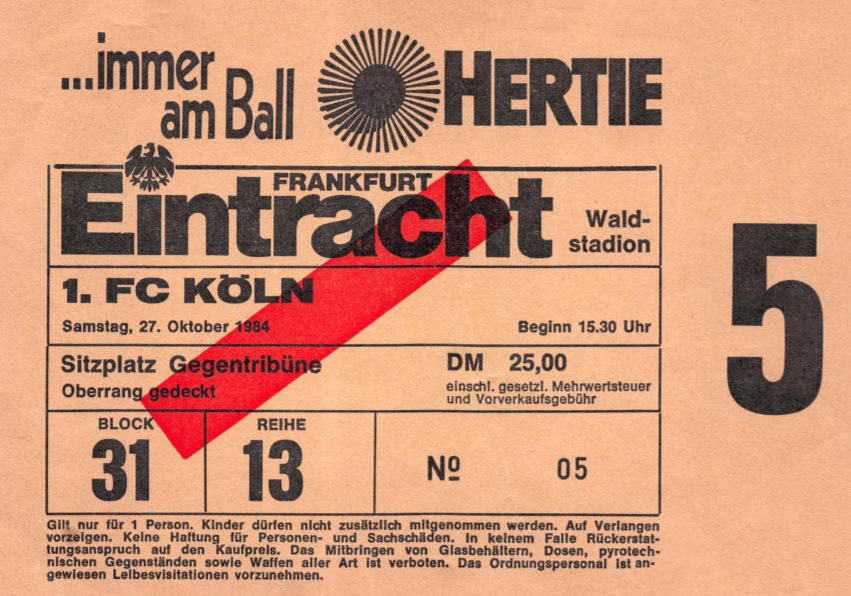 ...immer
am Ball
HERTIE
FRANKFURT
Eintracht
Wald-
stadion
1. FC KÖLN
Samstag, 27. Oktober 1984
Beginn 15.30 Uhr
Sitzplatz Gegentribüne
DM 25,00
Oberrang gedeckt
einschl. gesetzl. Mehrwertsteuer
und Vorverkaufsgebühr
BLOCK
31
REIHE
13
Nº 05
5
Gilt nur für 1 Person. Kinder dürfen nicht zusätzlich mitgenommen werden. Auf Verlangen
vorzeigen. Keine Haftung für Personen- und Sachschäden. In keinem Falle Rückerstat-
tungsanspruch auf den Kaufpreis. Das Mitbringen von Glasbehältern, Dosen, pyrotech-
nischen Gegenständen sowie Waffen aller Art ist verboten. Das Ordnungspersonal ist an-
gewiesen Leibesvisitationen vorzunehmen.